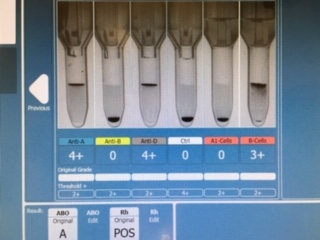 Previous
Anti-A Anti-B Anti-D Ctrl A1-Cells B-Cells
4+ 0 4+ 0 0 3+
Original Grade
Threshold +
2+ 2+ 2+ 2+ 2+ 2+
Result: ABO ABO Rh Rh
Original Edit Original Edit
A POS